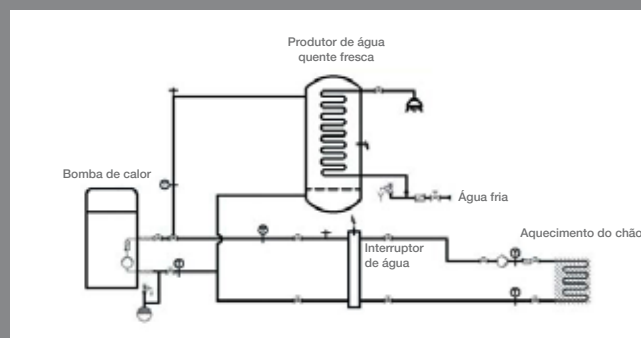 Produtor de água
quente fresca
Bomba de calor
Água fria
Aquecimento do chão
Interruptor
de água